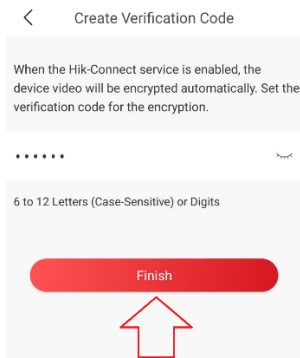 Create Verification Code
When the Hik-Connect service is enabled, the
device video will be encrypted automatically. Set the
verification code for the encryption.
••••••
6 to 12 Letters (Case-Sensitive) or Digits
Finish